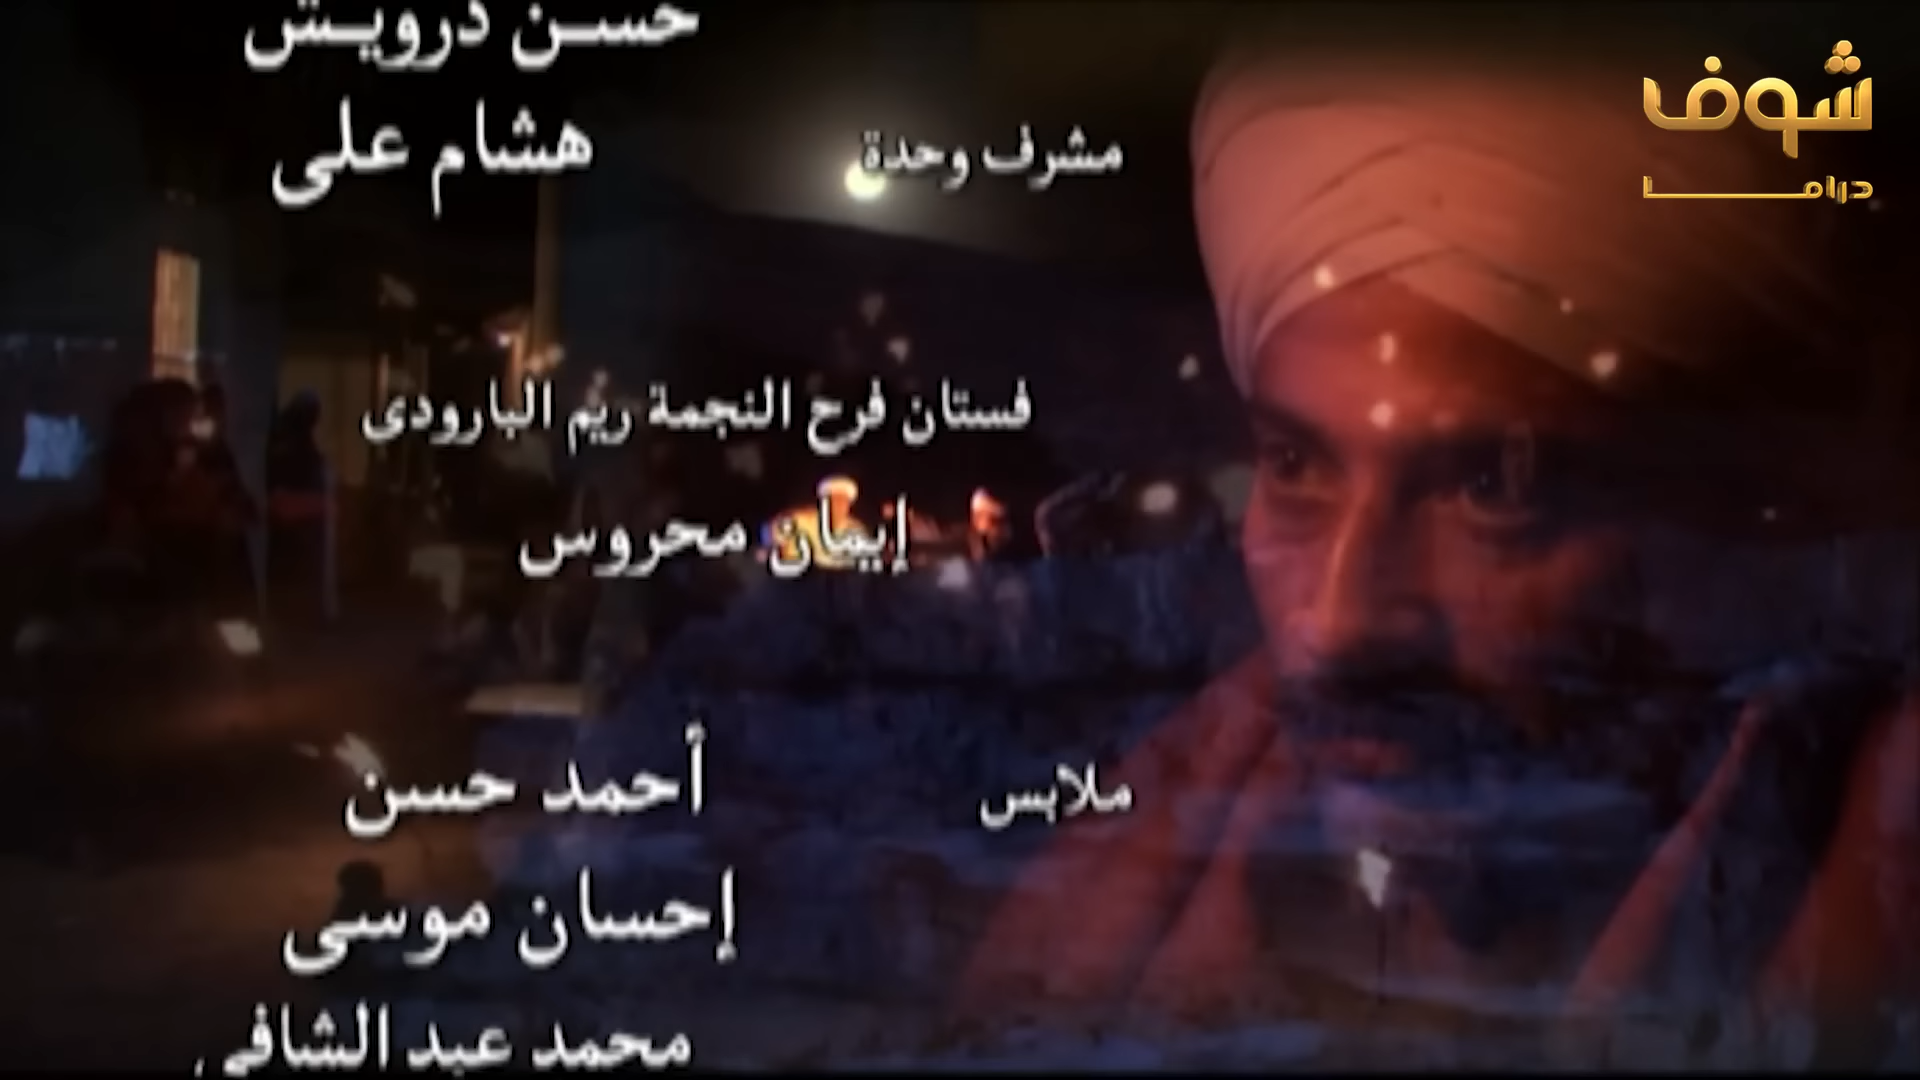 حسن درويش
شوف
دراما
مشرف وحدة هشام على
فستان فرح النجمة ريم البارودى
إيمان محروس
ملابس أحمد حسن
إحسان موسى
محمد عبد الشافى